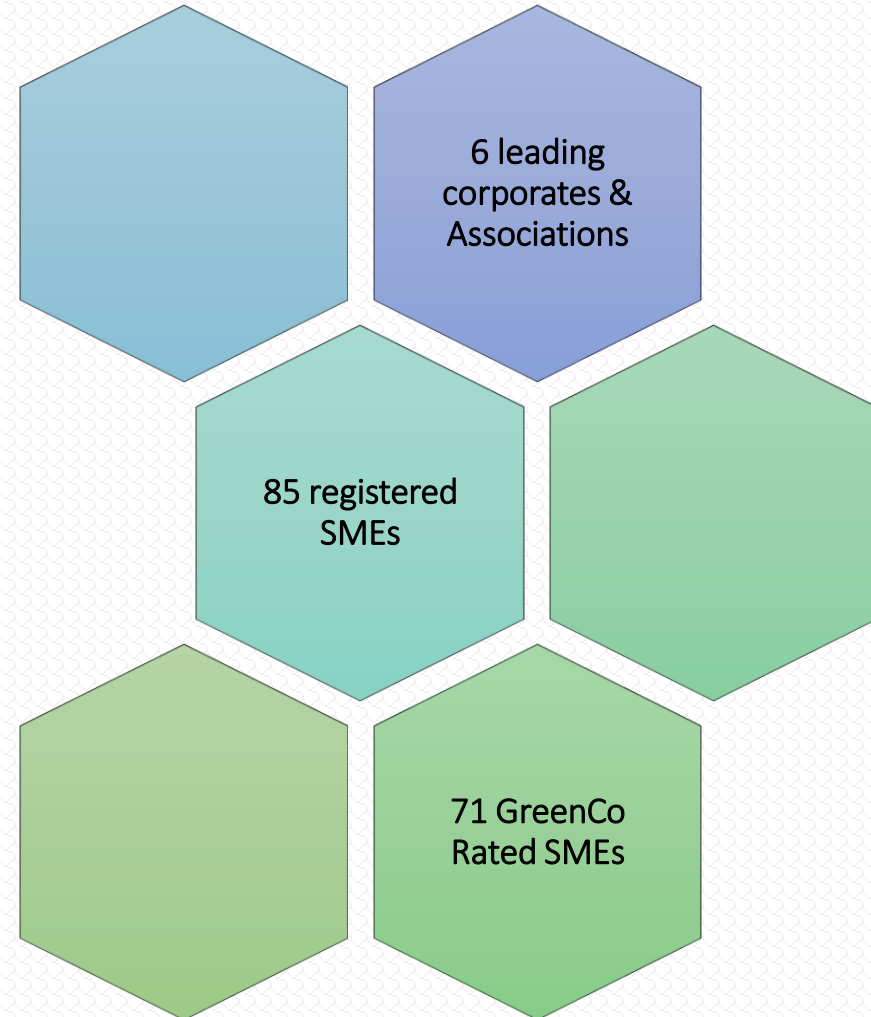 6 leading
corporates &
Associations
85 registered
SMEs
71 GreenCo
Rated SMEs